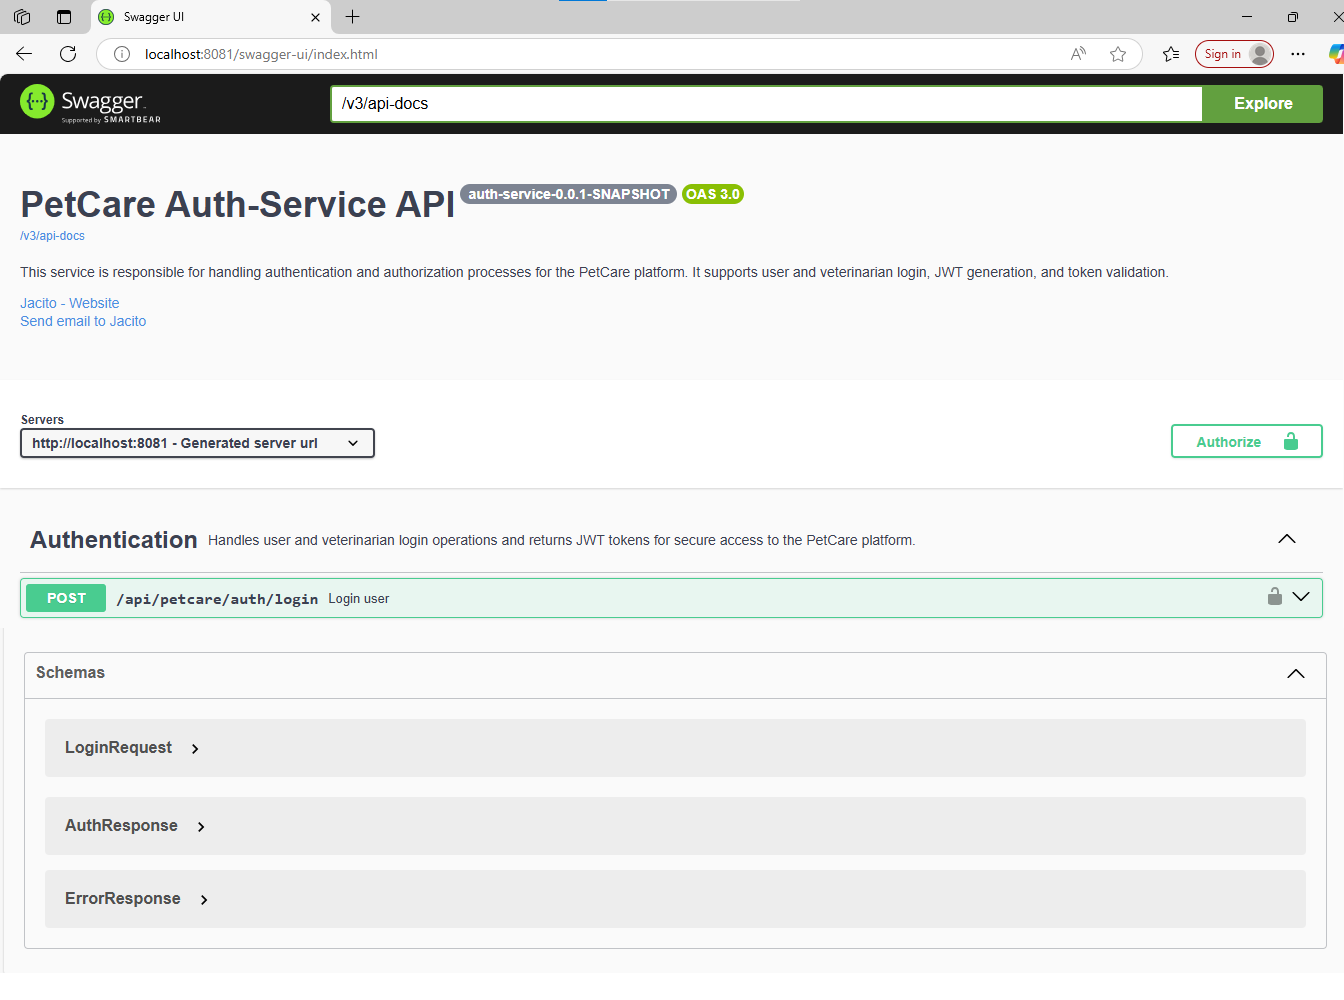 Swagger UI
localhost:8081/swagger-ui/index.html
Sign in
Swagger
Supported by SMARTBEAR
/v3/api-docs
Explore
PetCare Auth-Service API auth-service-0.0.1-SNAPSHOT OAS 3.0
/v3/api-docs
This service is responsible for handling authentication and authorization processes for the PetCare platform. It supports user and veterinarian login, JWT generation, and token validation.
Jacito - Website
Send email to Jacito
Servers
http://localhost:8081 - Generated server url
Authorize
Authentication Handles user and veterinarian login operations and returns JWT tokens for secure access to the PetCare platform.
POST /api/petcare/auth/login Login user
Schemas
LoginRequest
AuthResponse
ErrorResponse